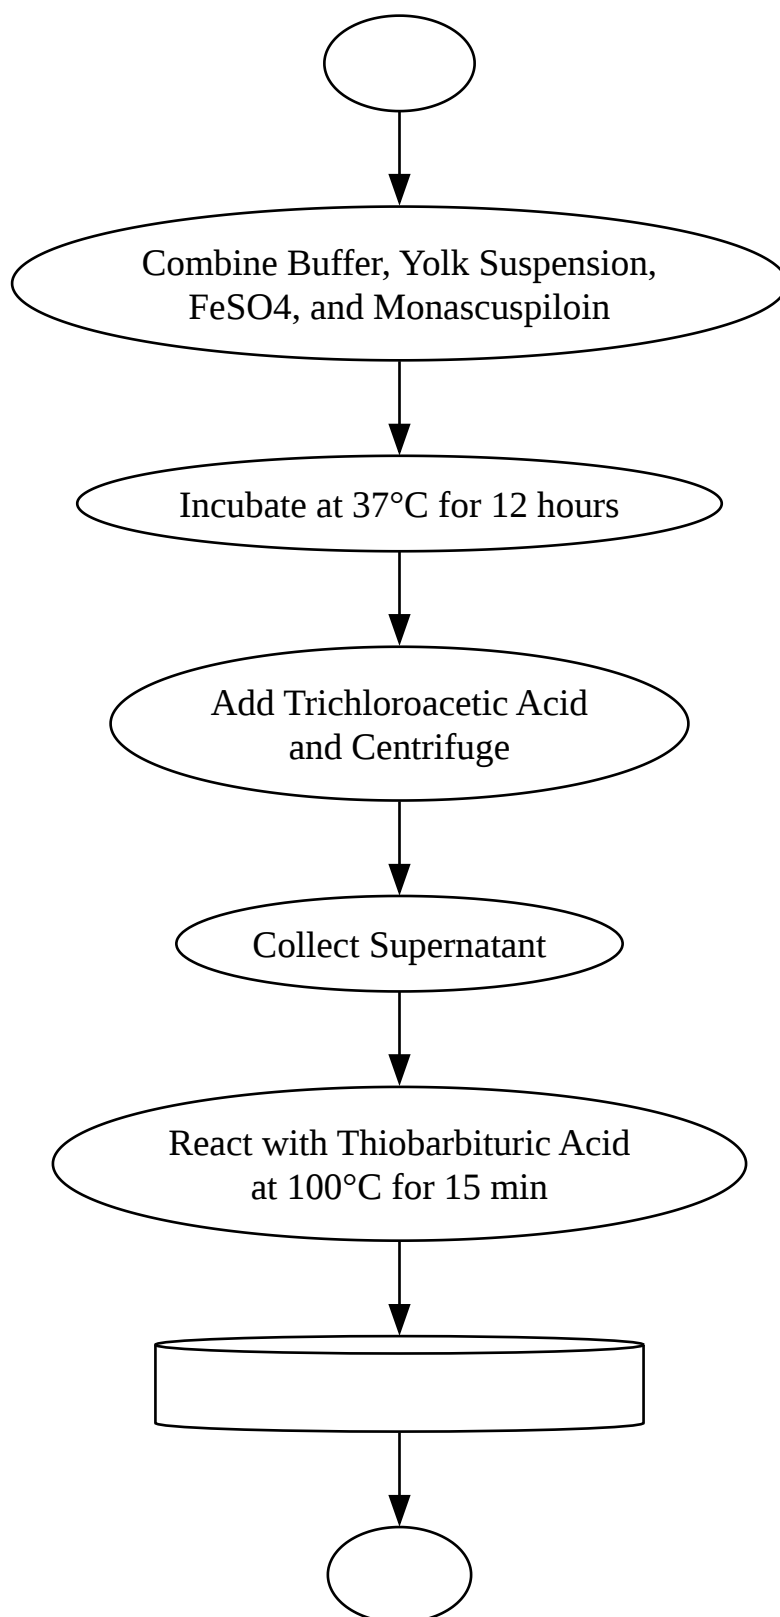 Combine Buffer, Yolk Suspension,
FeSO4, and Monascuspiloin
Incubate at 37°C for 12 hours
Add Trichloroacetic Acid
and Centrifuge
Collect Supernatant
React with Thiobarbituric Acid
at 100°C for 15 min